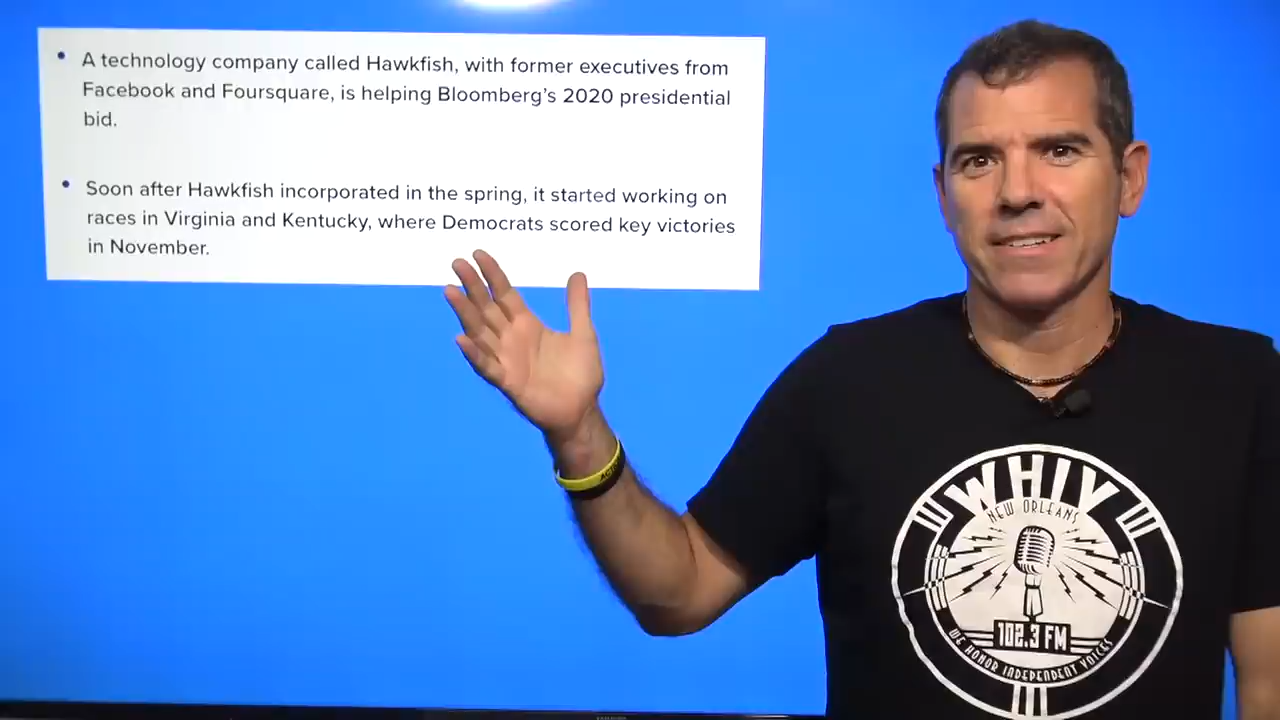 • A technology company called Hawkfish, with former executives from
Facebook and Foursquare, is helping Bloomberg's 2020 presidential
bid.
• Soon after Hawkfish incorporated in the spring, it started working on
races in Virginia and Kentucky, where Democrats scored key victories
in November.
WHIV
NEW ORLEANS
102.3 FM
WE HONOR INDEPENDENT VOICES